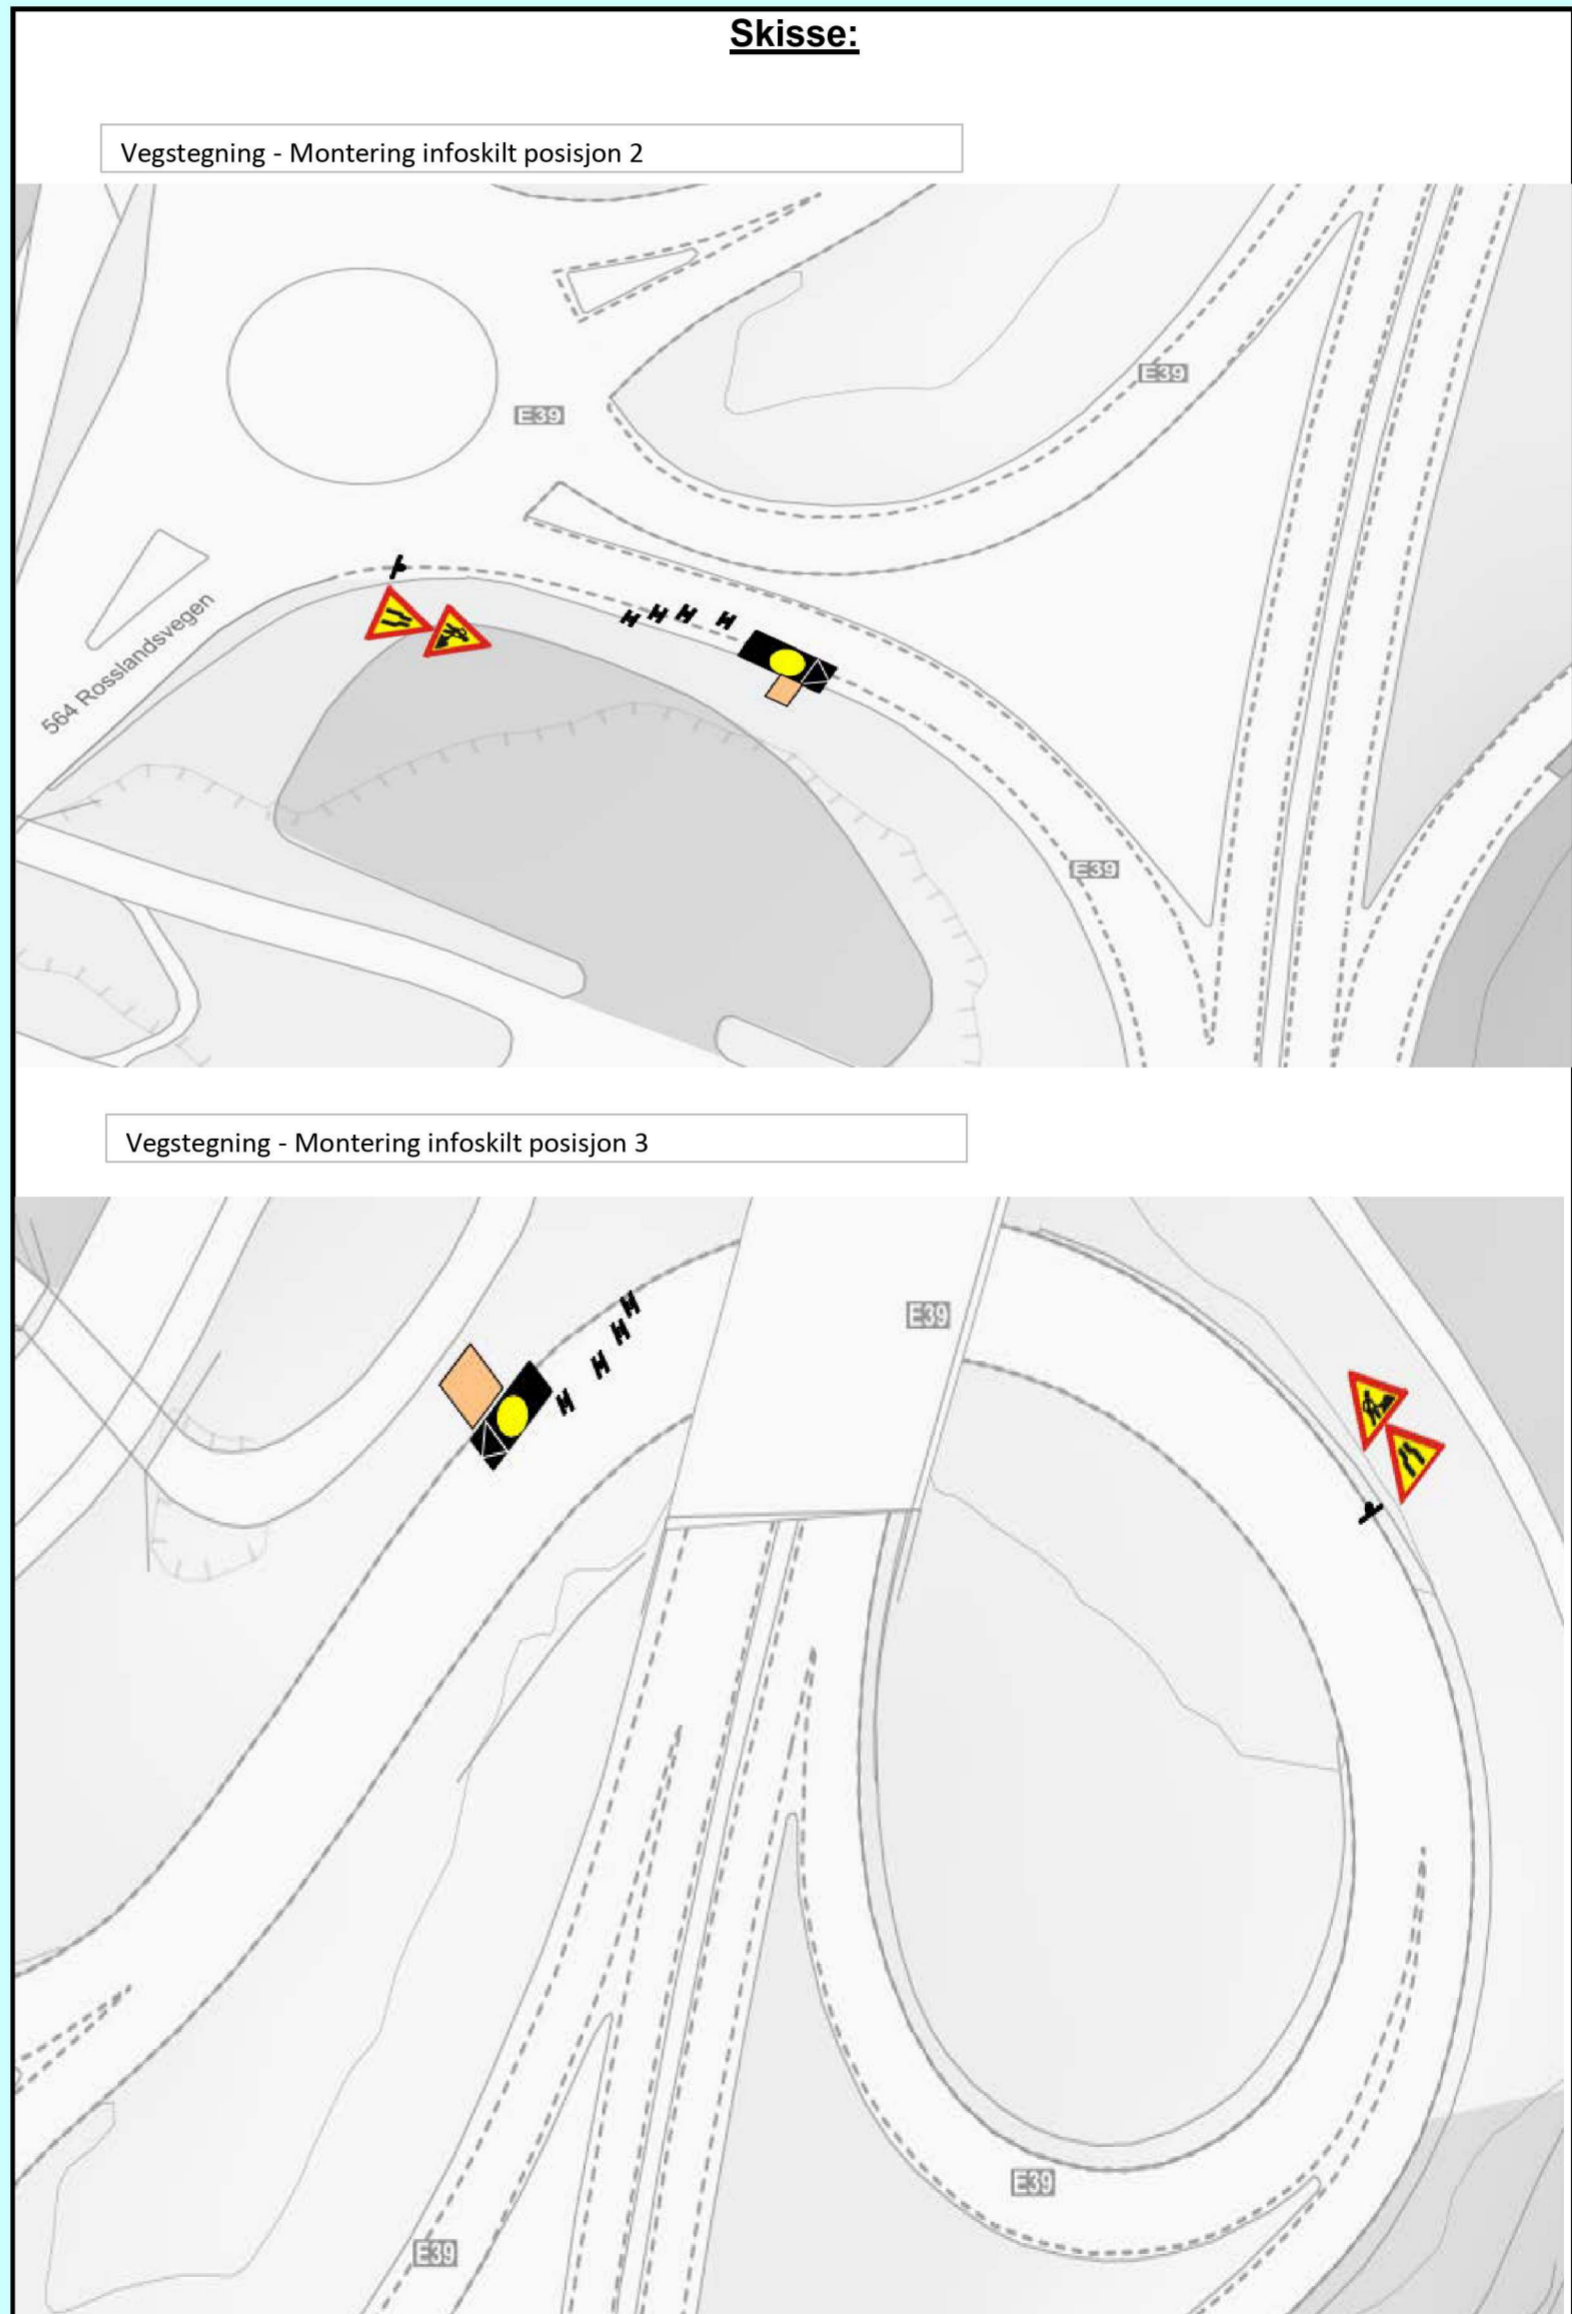 Skisse:
Vegstegning - Montering infoskilt posisjon 2
E39
E39
564 Rosslandsvegen
E39
Vegstegning - Montering infoskilt posisjon 3
E39
E39
E39